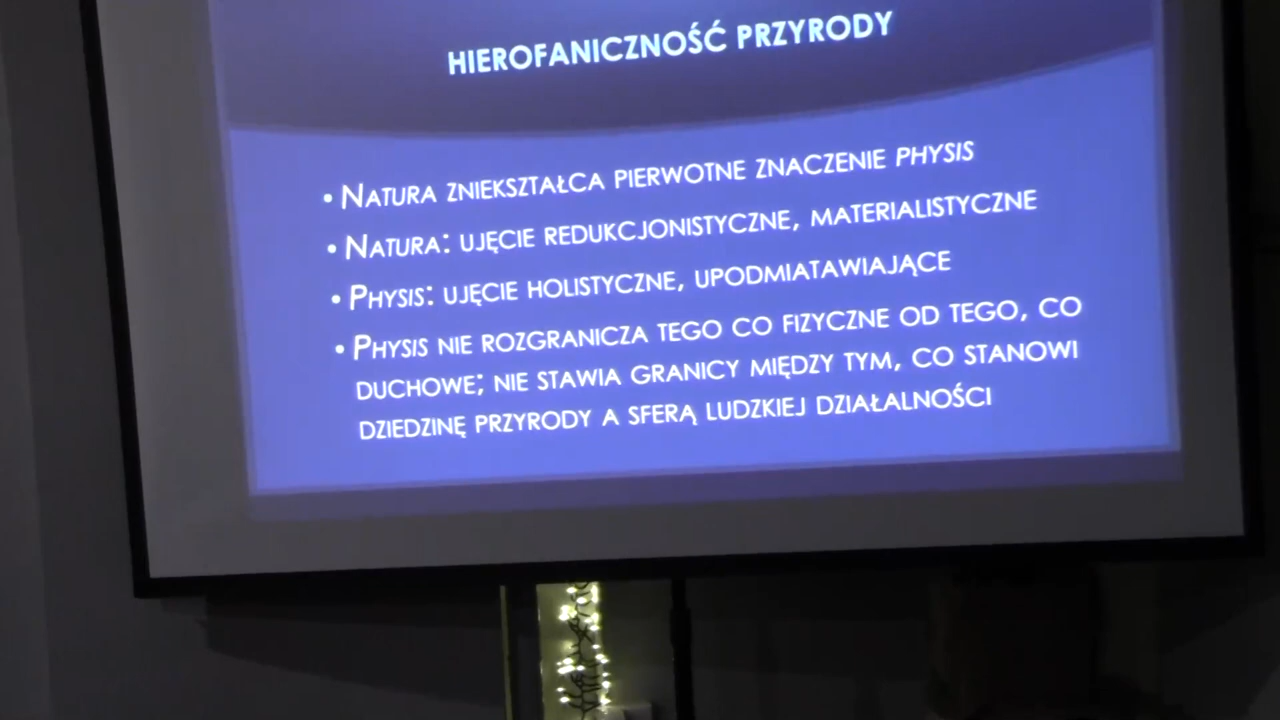 HIEROFANICZNOŚĆ PRZYRODY
• NATURA ZNIEKSZTAŁCA PIERWOTNE ZNACZENIE PHYSIS
• NATURA: UJĘCIE REDUKCJONISTYCZNE, MATERIALISTYCZNE
• PHYSIS: UJĘCIE HOLISTYCZNE, UPODMIATAWIAJĄCE
• PHYSIS NIE ROZGRANICZA TEGO CO FIZYCZNE OD TEGO, CO
DUCHOWE; NIE STAWIA GRANICY MIĘDZY TYM, CO STANOWI
DZIEDZINĘ PRZYRODY A SFERĄ LUDZKIEJ DZIAŁALNOŚCI